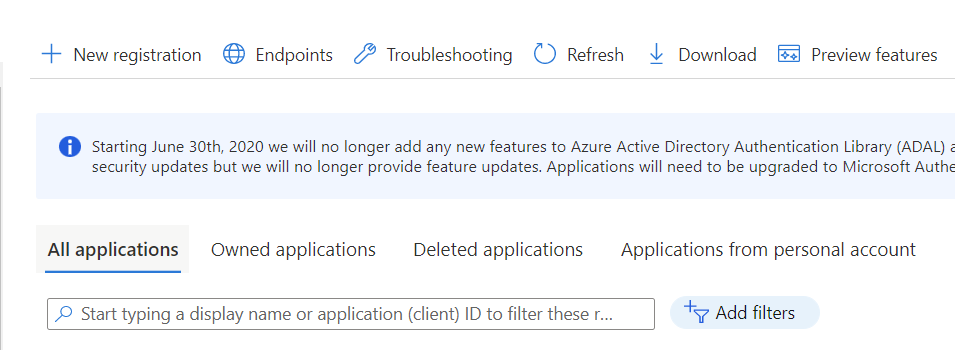 New registration Endpoints Troubleshooting Refresh Download Preview features
Starting June 30th, 2020 we will no longer add any new features to Azure Active Directory Authentication Library (ADAL)
security updates but we will no longer provide feature updates. Applications will need to be upgraded to Microsoft
All applications Owned applications Deleted applications Applications from personal account
Start typing a display name or application (client) ID to filter these r...
Add filters